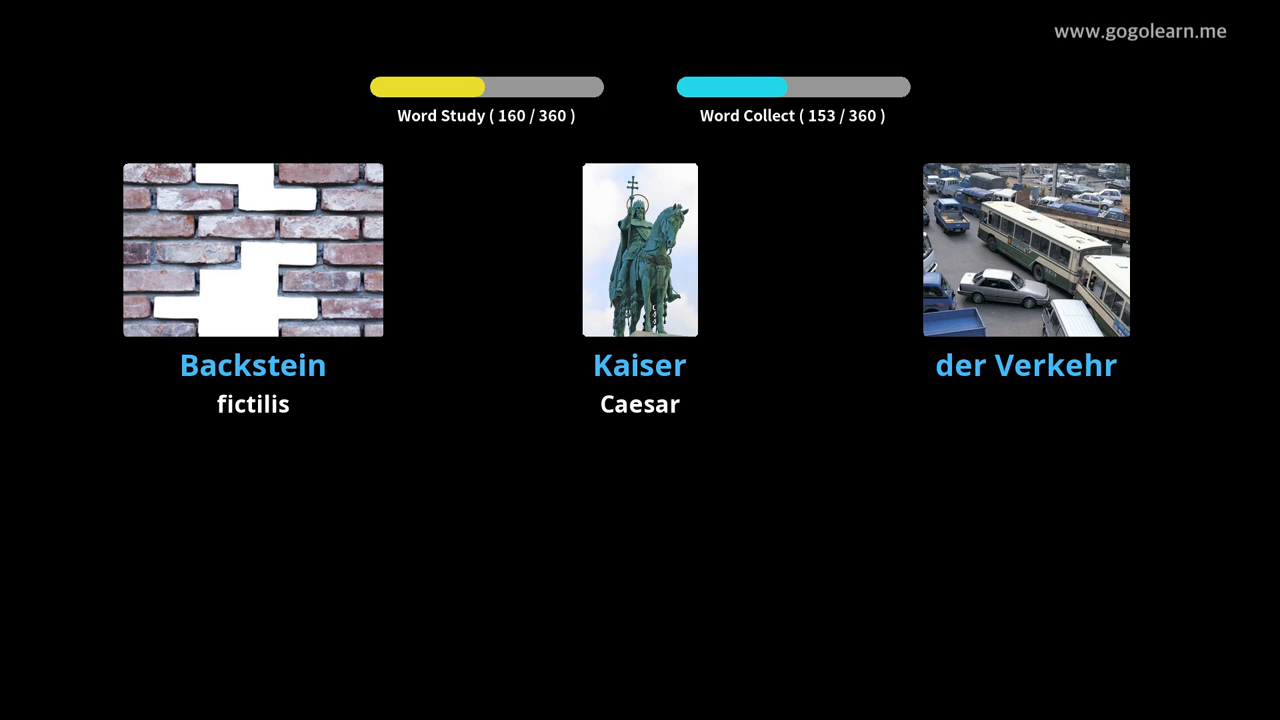 www.gogolearn.me
Word Study ( 160 / 360 )
Word Collect ( 153 / 360 )
Backstein
fictilis
Kaiser
Caesar
der Verkehr